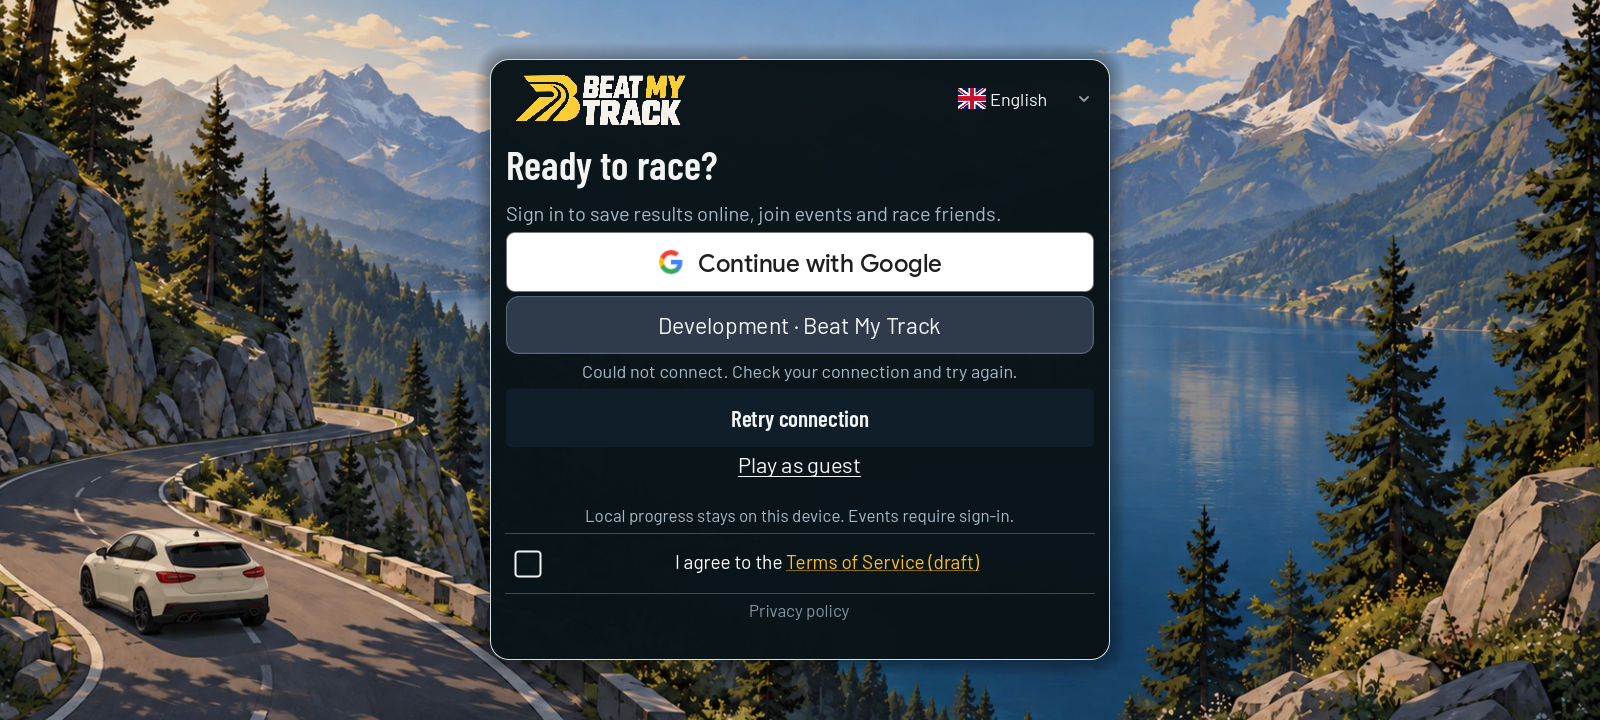 BEAT MY
TRACK
English
Ready to race?
Sign in to save results online, join events and race friends.
Continue with Google
Development · Beat My Track
Could not connect. Check your connection and try again.
Retry connection
Play as guest
Local progress stays on this device. Events require sign-in.
I agree to the Terms of Service (draft)
Privacy policy